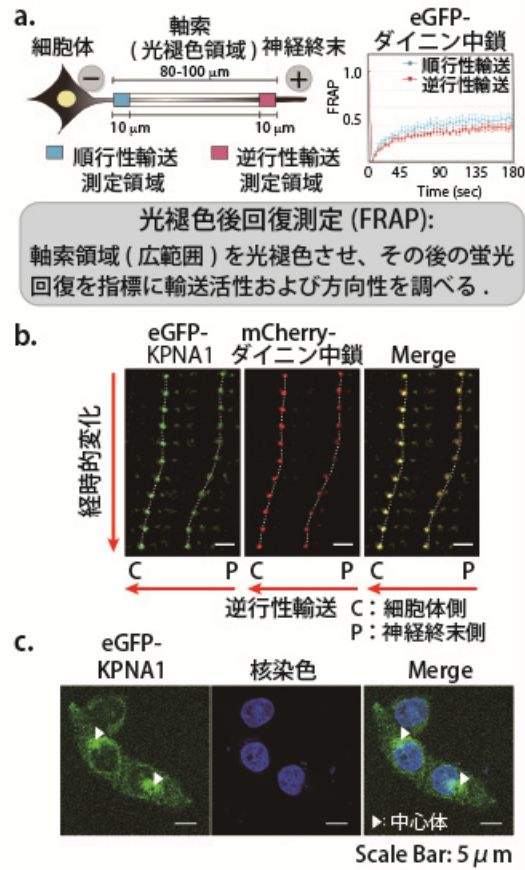 a.
細胞体
軸索
(光褪色領域)
神経終末
80-100 μm
−
+
10 μm
10 μm
順行性輸送
測定領域
逆行性輸送
測定領域
eGFP-
ダイニン中鎖
順行性輸送
逆行性輸送
FRAP
1.0
0.5
0
0 45 90 135 180
Time (sec)
光褪色後回復測定 (FRAP):
軸索領域 ( 広範囲 ) を光褪色させ、その後の蛍光
回復を指標に輸送活性および方向性を調べる .
b.
eGFP-
KPNA1
mCherry-
ダイニン中鎖
Merge
経時的変化
C P
C P
C P
逆行性輸送
C：細胞体側
P：神経終末側
c.
eGFP-
KPNA1
核染色
Merge
▶: 中心体
Scale Bar: 5 μ m